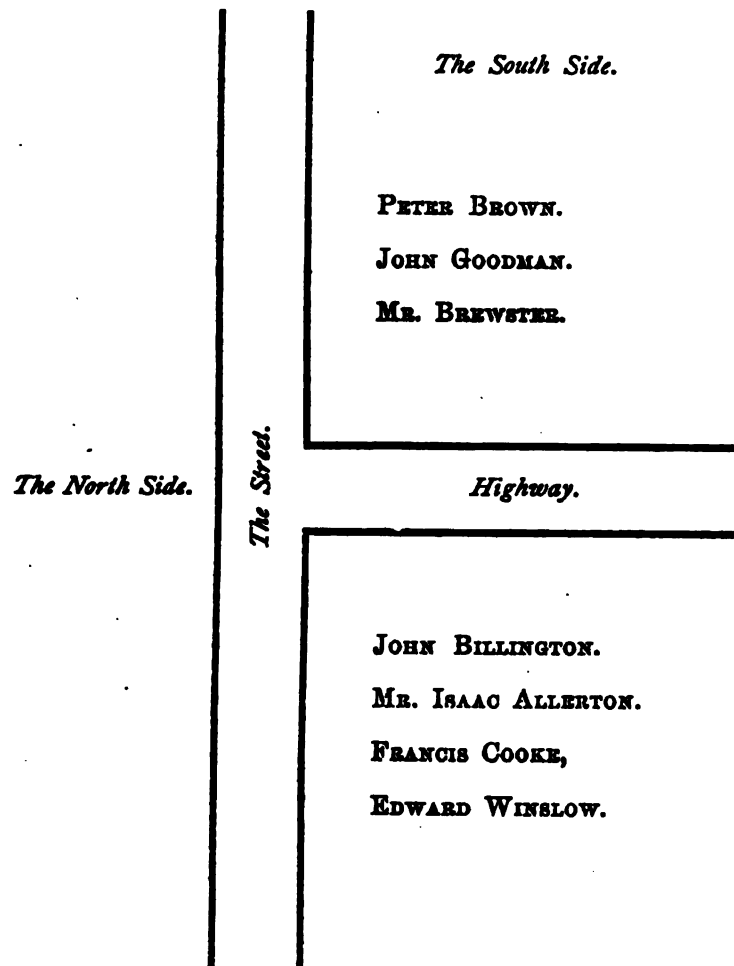 The South Side.
PETER BROWN.
JOHN GOODMAN.
MR. BREWSTER.
The Street.
The North Side.
Highway.
JOHN BILLINGTON.
MR. ISAAC ALLERTON.
FRANCIS COOKE,
EDWARD WINSLOW.